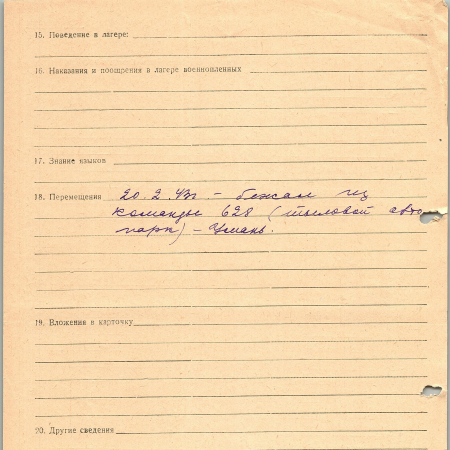 15. Поведение в лагере:
16. Наказания и поощрения в лагере военнопленных
17. Знание языков
18. Перемещения 20.2.43г. - бежал из
команды 628 (тыловой авто
парк) - Умань.
19. Вложения в карточку
20. Другие сведения